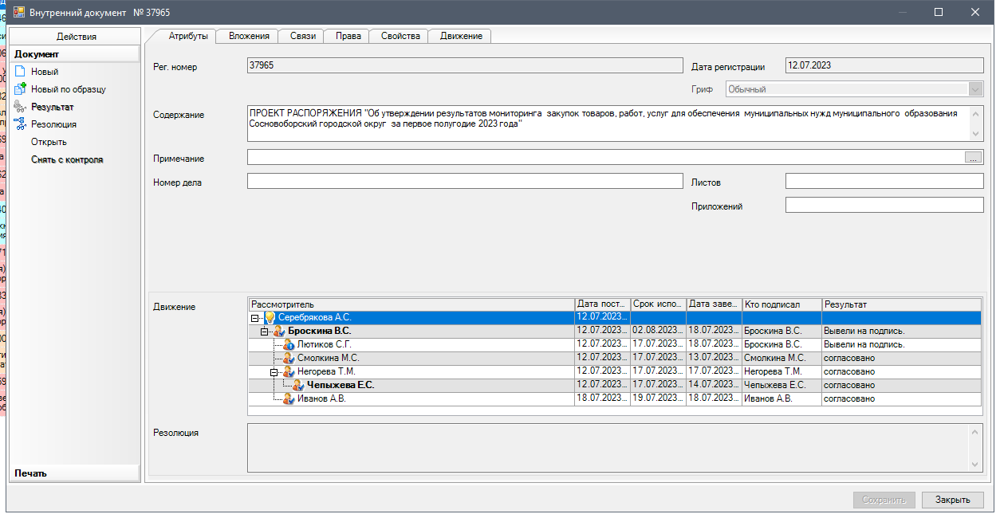 Внутренний документ № 37965
Действия
Документ
Новый
Новый по образцу
Результат
Резолюция
Открыть
Снять с контроля
Печать
Атрибуты Вложения Связи Права Свойства Движение
Рег. номер 37965 Дата регистрации 12.07.2023
Гриф Обычный
Содержание ПРОЕКТ РАСПОРЯЖЕНИЯ "Об утверждении результатов мониторинга закупок товаров, работ, услуг для обеспечения муниципальных нужд муниципального образования
Сосновоборский городской округ за первое полугодие 2023 года"
Примечание ...
Номер дела Листов
Приложений
Движение
Рассмотритель Дата пост... Срок испо... Дата заве... Кто подписал Результат
Серебрякова А.С. 12.07.2023...
Броскина В.С. 12.07.2023... 02.08.2023... 18.07.2023... Броскина В.С. Вывели на подпись.
Лютиков С.Г. 12.07.2023... 17.07.2023... 18.07.2023... Броскина В.С. Вывели на подпись.
Смолкина М.С. 12.07.2023... 17.07.2023... 13.07.2023... Смолкина М.С. согласовано
Негорева Т.М. 12.07.2023... 17.07.2023... 17.07.2023... Негорева Т.М. согласовано
Чепыжева Е.С. 12.07.2023... 17.07.2023... 14.07.2023... Чепыжева Е.С. согласовано
Иванов А.В. 18.07.2023... 19.07.2023... 18.07.2023... Иванов А.В. согласовано
Резолюция
Сохранить Закрыть